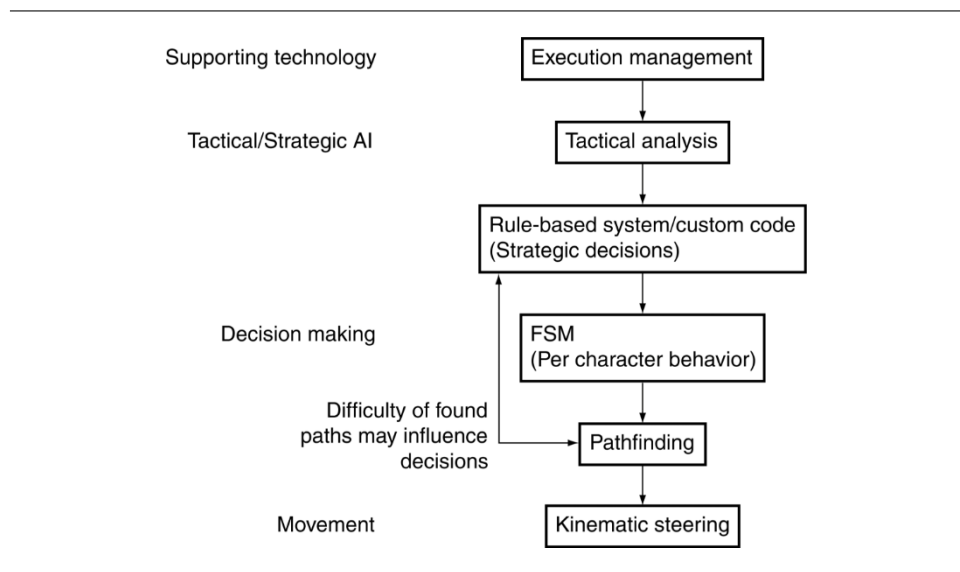 Supporting technology
Execution management
Tactical/Strategic AI
Tactical analysis
Rule-based system/custom code
(Strategic decisions)
Decision making
FSM
(Per character behavior)
Difficulty of found
paths may influence
decisions
Pathfinding
Movement
Kinematic steering